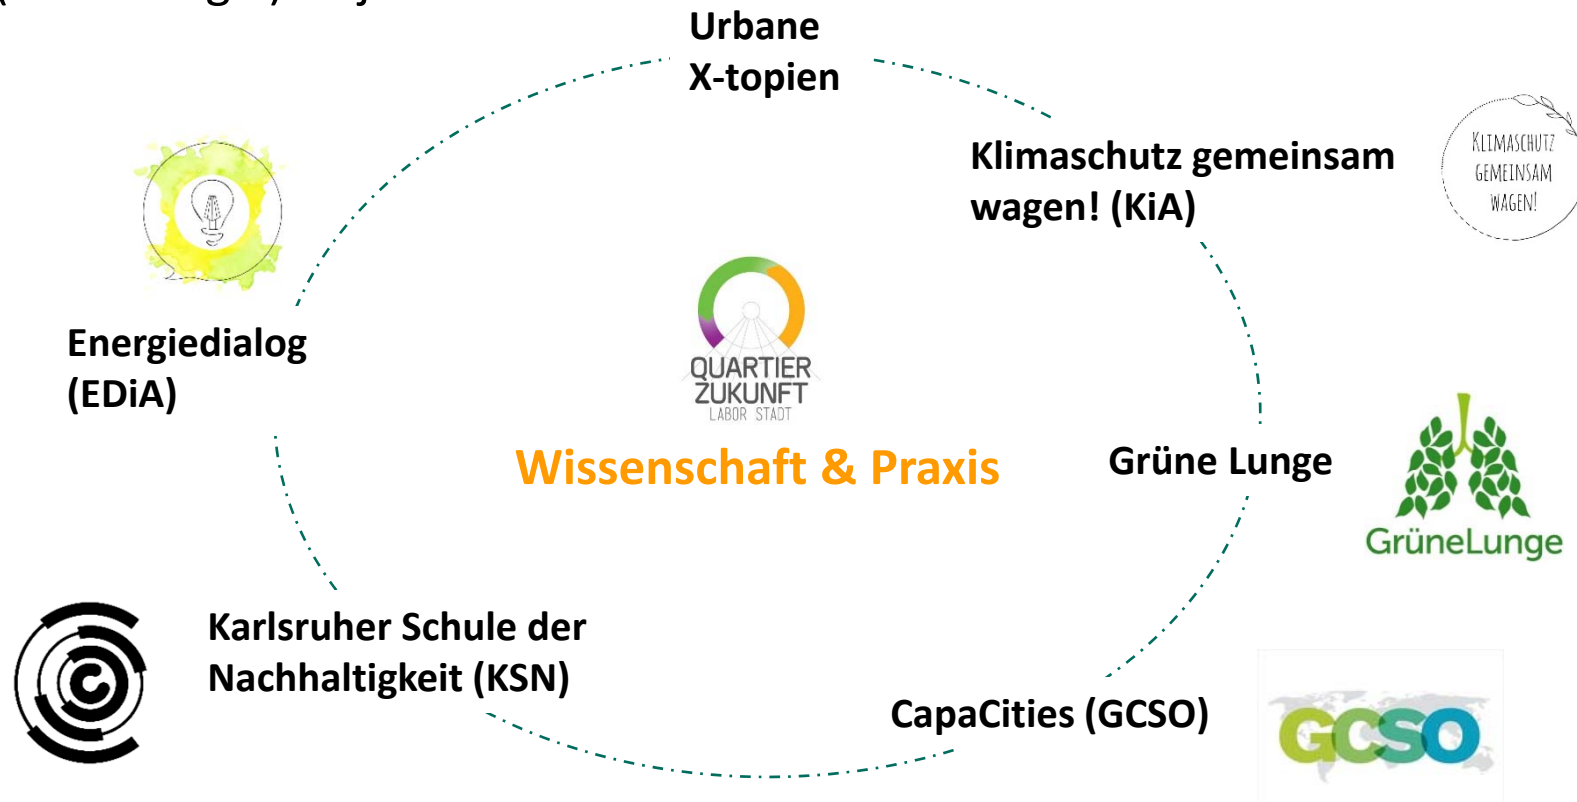 Urbane
X-topien
Klimaschutz gemeinsam
wagen! (KiA)
KLIMASCHUTZ
GEMEINSAM
WAGEN!
Energiedialog
(EDiA)
QUARTIER
ZUKUNFT
LABOR STADT
Wissenschaft & Praxis
Grüne Lunge
GrüneLunge
Karlsruher Schule der
Nachhaltigkeit (KSN)
CapaCities (GCSO)
GCSO